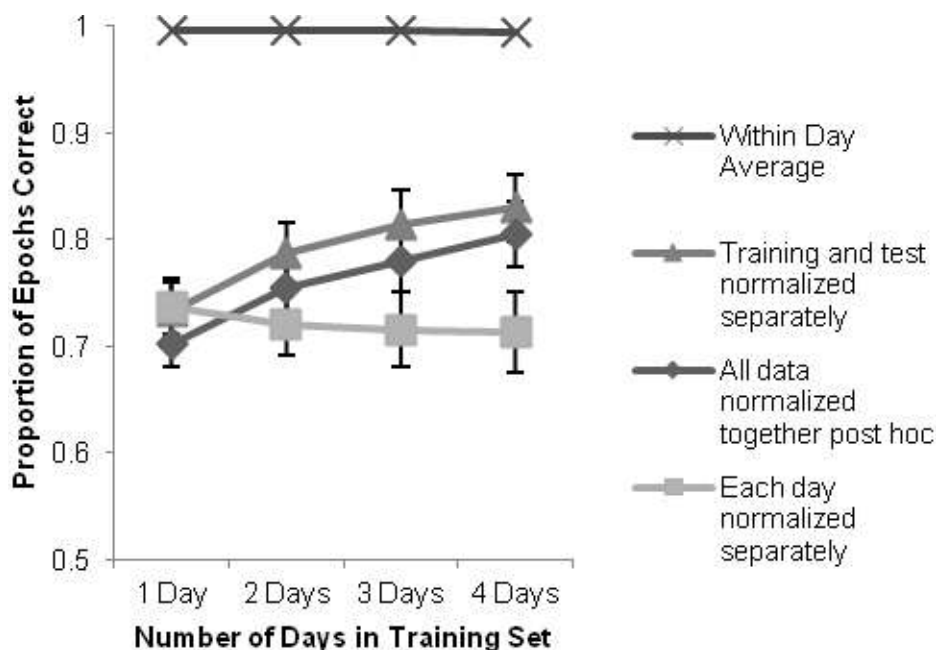 Proportion of Epochs Correct
1
0.9
0.8
0.7
0.6
0.5
1 Day 2 Days 3 Days 4 Days
Number of Days in Training Set
Within Day
Average
Training and test
normalized
separately
All data
normalized
together post hoc
Each day
normalized
separately